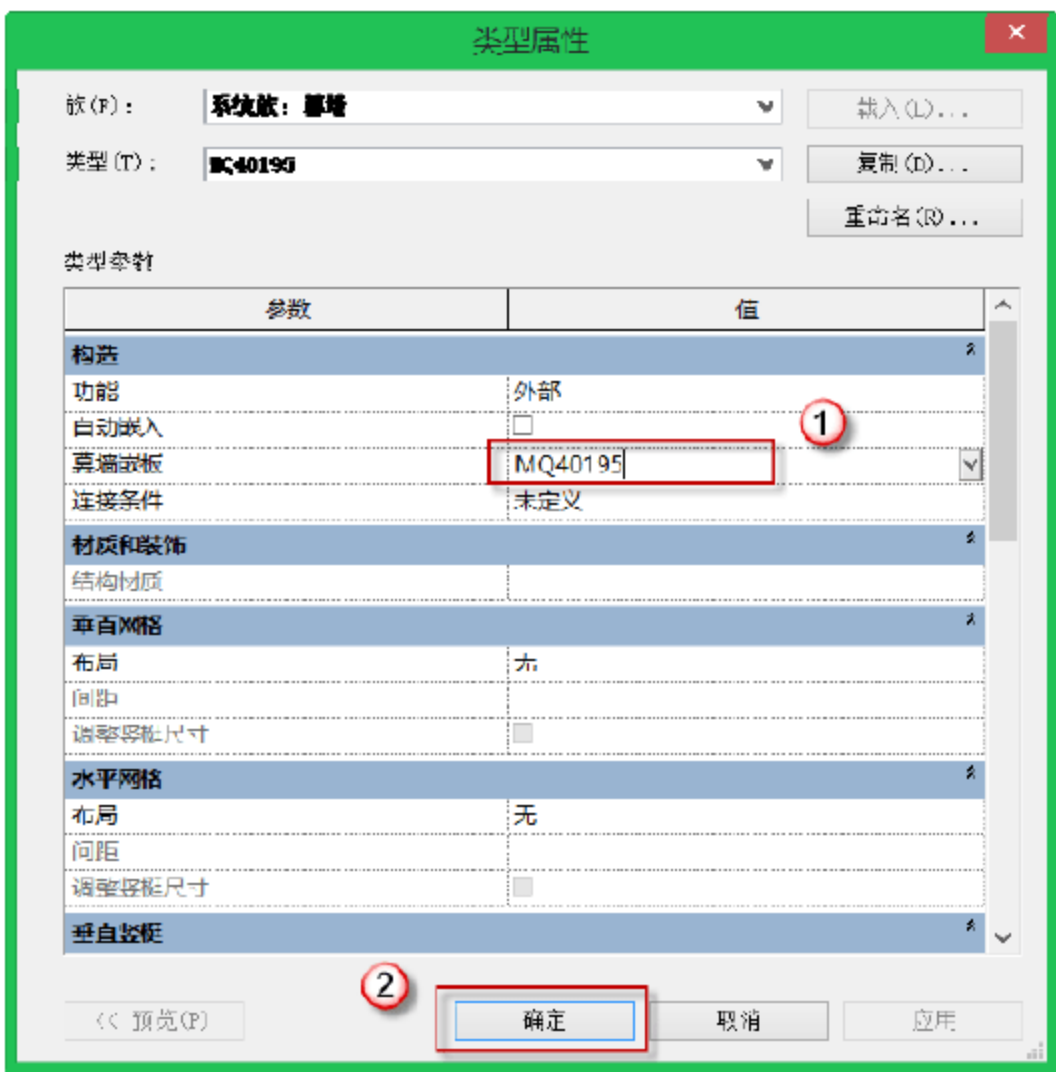 类型属性
族(F): 系统族: 幕墙 载入(L)...
类型(T): MQ40195 复制(D)...
重命名(R)...
类型参数
参数 值
构造
功能 外部
自动嵌入
1
幕墙嵌板 MQ40195
连接条件 未定义
材质和装饰
结构材质
垂直网格
布局 无
间距
调整竖梃尺寸
水平网格
布局 无
间距
调整竖梃尺寸
垂直竖梃
2
<< 预览(P) 确定 取消 应用